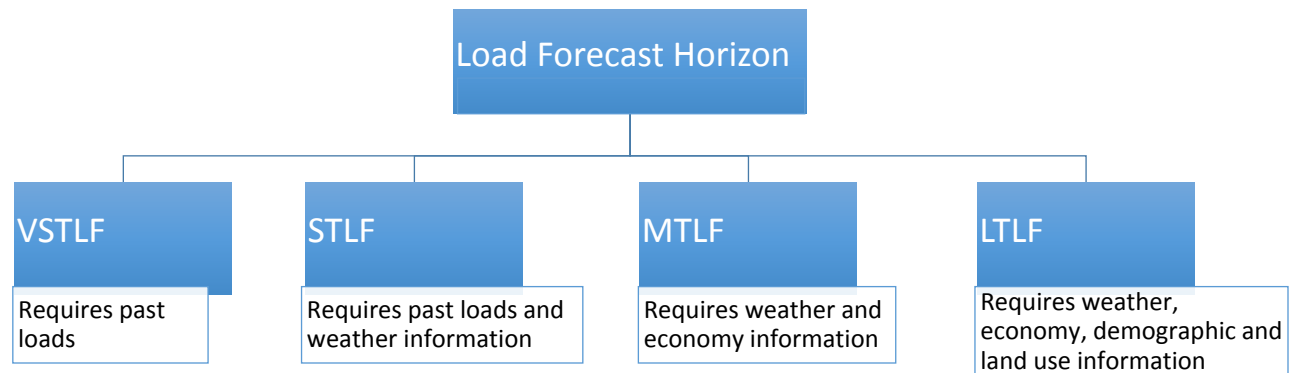 Load Forecast Horizon
VSTLF
Requires past
loads
STLF
Requires past loads and
weather information
MTLF
Requires weather and
economy information
LTLF
Requires weather,
economy, demographic and
land use information